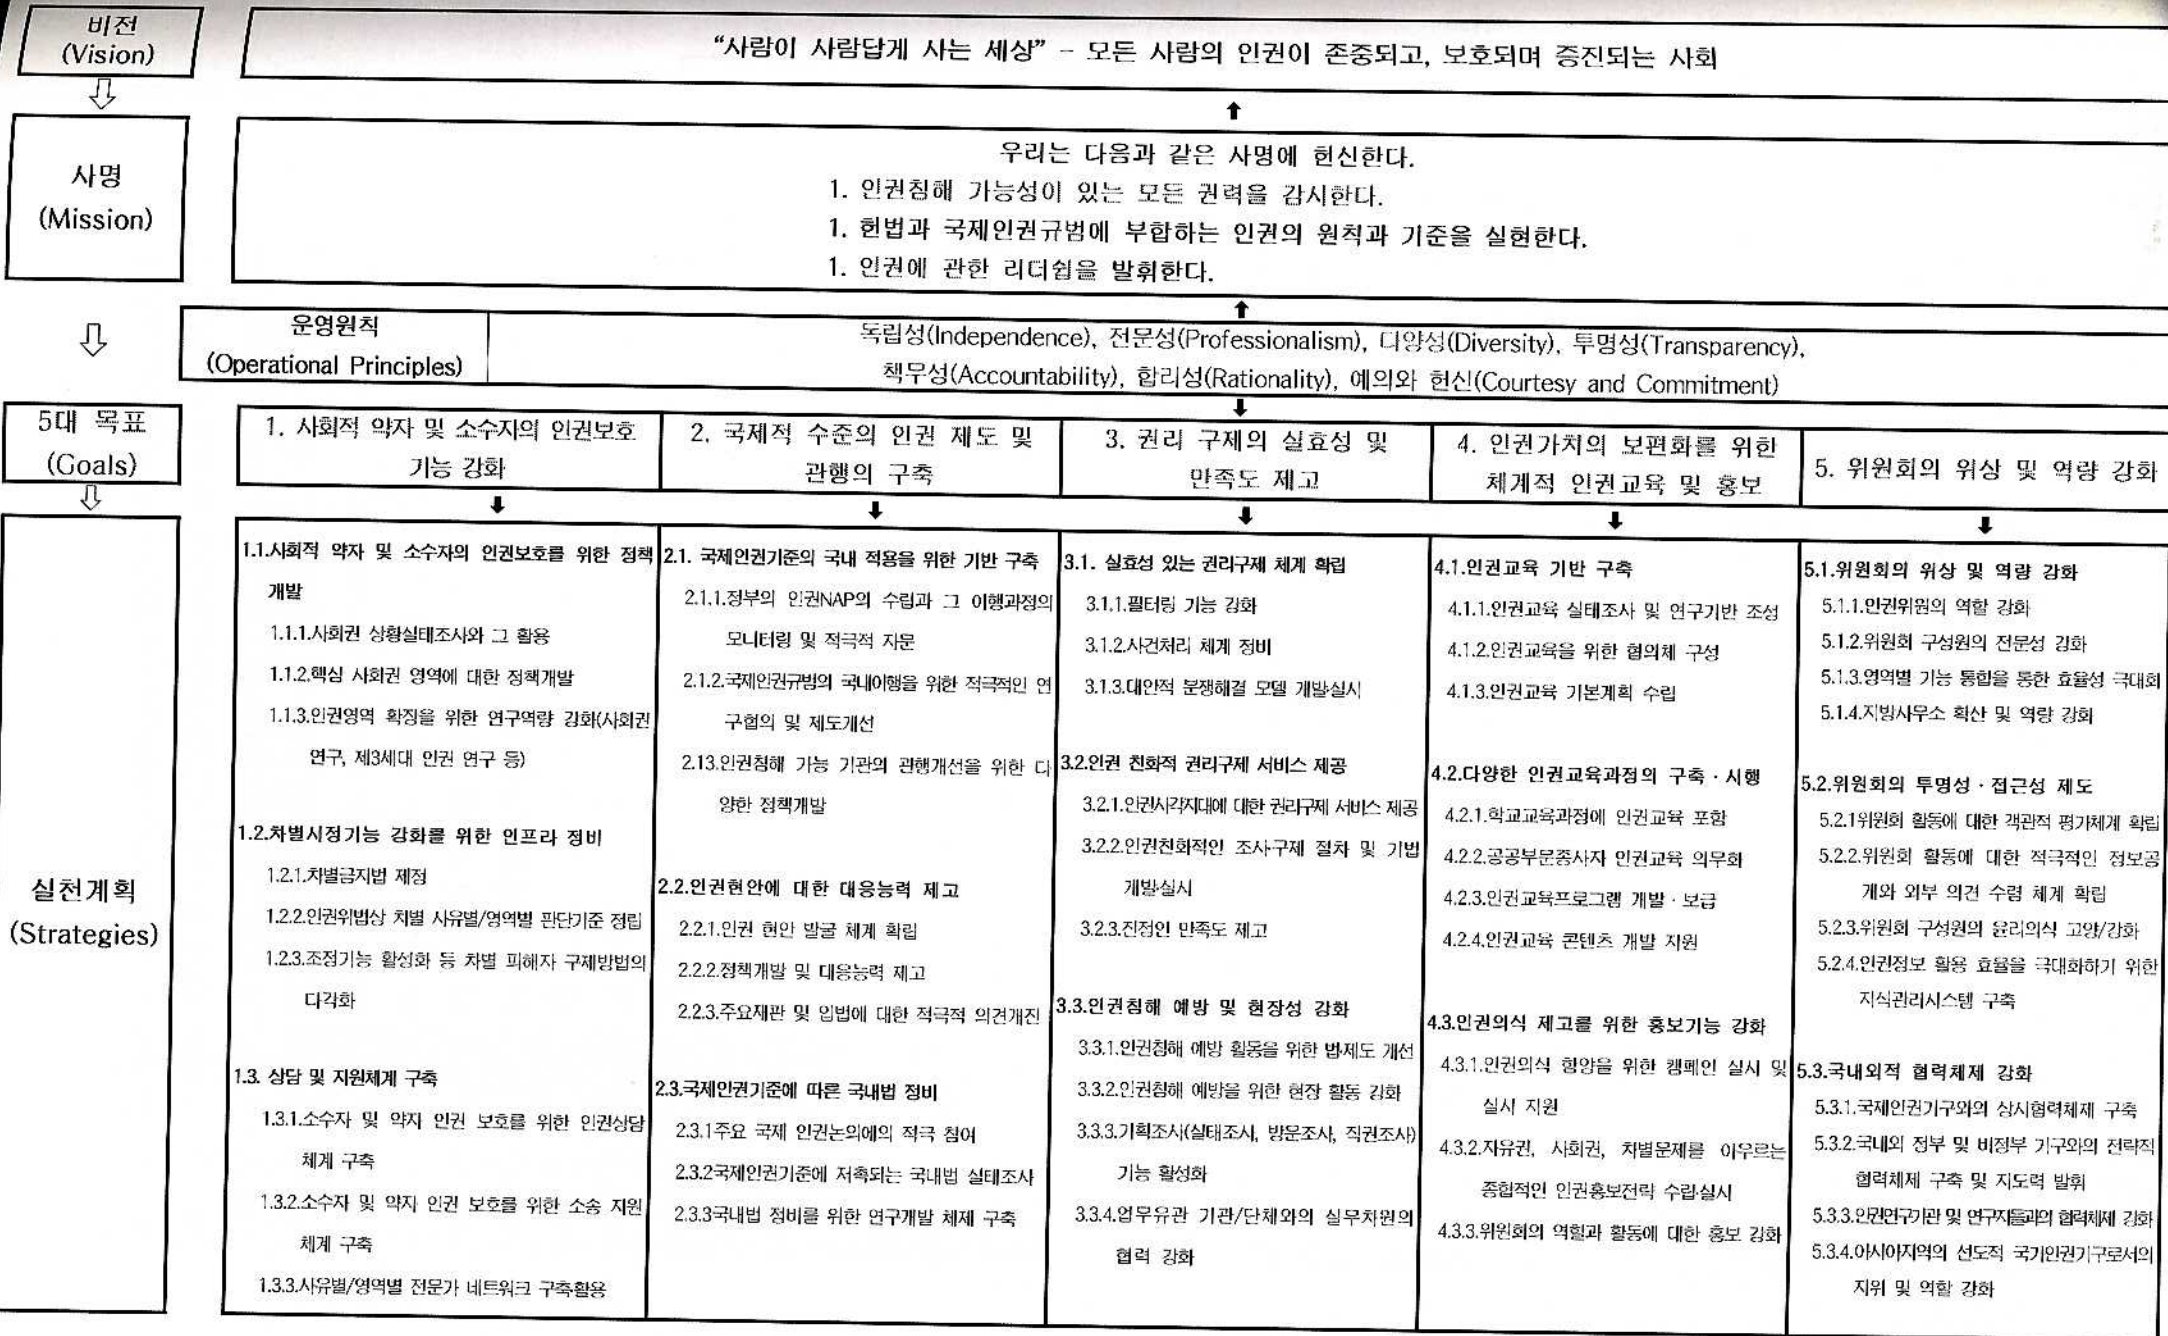 비전
(Vision)
“사람이 사람답게 사는 세상” - 모든 사람의 인권이 존중되고, 보호되며 증진되는 사회
사명
(Mission)
우리는 다음과 같은 사명에 헌신한다.
1. 인권침해 가능성이 있는 모든 권력을 감시한다.
1. 헌법과 국제인권규범에 부합하는 인권의 원칙과 기준을 실현한다.
1. 인권에 관한 리더쉽을 발휘한다.
운영원칙
(Operational Principles)
독립성(Independence), 전문성(Professionalism), 다양성(Diversity), 투명성(Transparency),
책무성(Accountability), 합리성(Rationality), 예의와 헌신(Courtesy and Commitment)
5대 목표
(Goals)
1. 사회적 약자 및 소수자의 인권보호
기능 강화
2. 국제적 수준의 인권 제도 및
관행의 구축
3. 권리 구제의 실효성 및
만족도 제고
4. 인권가치의 보편화를 위한
체계적 인권교육 및 홍보
5. 위원회의 위상 및 역량 강화
실천계획
(Strategies)
1.1.사회적 약자 및 소수자의 인권보호를 위한 정책
개발
1.1.1.사회권 상황실태조사와 그 활용
1.1.2.핵심 사회권 영역에 대한 정책개발
1.1.3.인권영역 확장을 위한 연구역량 강화(사회권
연구, 제3세대 인권 연구 등)
1.2.차별시정기능 강화를 위한 인프라 정비
1.2.1.차별금지법 제정
1.2.2.인권위법상 차별 사유별/영역별 판단기준 정립
1.2.3.조정기능 활성화 등 차별 피해자 구제방법의
다각화
1.3. 상담 및 지원체계 구축
1.3.1.소수자 및 약자 인권 보호를 위한 인권상담
체계 구축
1.3.2.소수자 및 약자 인권 보호를 위한 소송 지원
체계 구축
1.3.3.사유별/영역별 전문가 네트워크 구축활용
2.1. 국제인권기준의 국내 적용을 위한 기반 구축
2.1.1.정부의 인권NAP의 수립과 그 이행과정의
모니터링 및 적극적 자문
2.1.2.국제인권규범의 국내이행을 위한 적극적인 연
구협의 및 제도개선
2.13.인권침해 가능 기관의 관행개선을 위한 다
양한 정책개발
2.2.인권현안에 대한 대응능력 제고
2.2.1.인권 현안 발굴 체계 확립
2.2.2.정책개발 및 대응능력 제고
2.2.3.주요재판 및 입법에 대한 적극적 의견개진
2.3.국제인권기준에 따른 국내법 정비
2.3.1주요 국제 인권논의에의 적극 참여
2.3.2국제인권기준에 저촉되는 국내법 실태조사
2.3.3국내법 정비를 위한 연구개발 체제 구축
3.1. 실효성 있는 권리구제 체계 확립
3.1.1.필터링 기능 강화
3.1.2.사건처리 체계 정비
3.1.3.대안적 분쟁해결 모델 개발·실시
3.2.인권 친화적 권리구제 서비스 제공
3.2.1.인권사각지대에 대한 권리구제 서비스 제공
3.2.2.인권친화적인 조사·구제 절차 및 기법
개발·실시
3.2.3.진정인 만족도 제고
3.3.인권침해 예방 및 현장성 강화
3.3.1.인권침해 예방 활동을 위한 법·제도 개선
3.3.2.인권침해 예방을 위한 현장 활동 강화
3.3.3.기획조사(실태조사, 방문조사, 직권조사)
기능 활성화
3.3.4.업무유관 기관/단체와의 실무차원의
협력 강화
4.1.인권교육 기반 구축
4.1.1.인권교육 실태조사 및 연구기반 조성
4.1.2.인권교육을 위한 협의체 구성
4.1.3.인권교육 기본계획 수립
4.2.다양한 인권교육과정의 구축·시행
4.2.1.학교교육과정에 인권교육 포함
4.2.2.공공부문종사자 인권교육 의무화
4.2.3.인권교육프로그램 개발·보급
4.2.4.인권교육 콘텐츠 개발 지원
4.3.인권의식 제고를 위한 홍보기능 강화
4.3.1.인권의식 함양을 위한 캠페인 실시 및
실시 지원
4.3.2.자유권, 사회권, 차별문제를 아우르는
종합적인 인권홍보전략 수립·실시
4.3.3.위원회의 역할과 활동에 대한 홍보 강화
5.1.위원회의 위상 및 역량 강화
5.1.1.인권위원의 역할 강화
5.1.2.위원회 구성원의 전문성 강화
5.1.3.영역별 기능 통합을 통한 효율성 극대화
5.1.4.지방사무소 확산 및 역량 강화
5.2.위원회의 투명성·접근성 제도
5.2.1위원회 활동에 대한 객관적 평가체계 확립
5.2.2.위원회 활동에 대한 적극적인 정보공
개와 외부 의견 수렴 체계 확립
5.2.3.위원회 구성원의 윤리의식 고양/강화
5.2.4.인권정보 활용 효율을 극대화하기 위한
지식관리시스템 구축
5.3.국내외적 협력체제 강화
5.3.1.국제인권기구와의 상시협력체제 구축
5.3.2.국내외 정부 및 비정부 기구와의 전략적
협력체제 구축 및 지도력 발휘
5.3.3.인권연구기관 및 연구자들과의 협력체제 강화
5.3.4.아시아지역의 선도적 국가인권기구로서의
지위 및 역할 강화